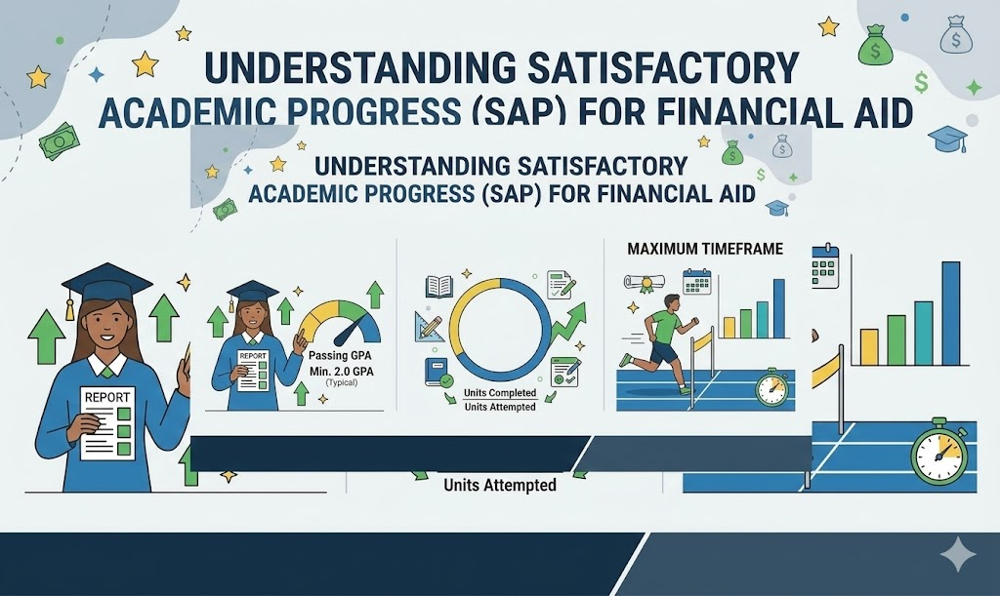 UNDERSTANDING SATISFACTORY
ACADEMIC PROGRESS (SAP) FOR FINANCIAL AID
UNDERSTANDING SATISFACTORY
ACADEMIC PROGRESS (SAP) FOR FINANCIAL AID
MAXIMUM TIMEFRAME
REPORT
Passing GPA
Min. 2.0 GPA
(Typical)
Units Completed
Units Attempted
REPORT
Units Attempted